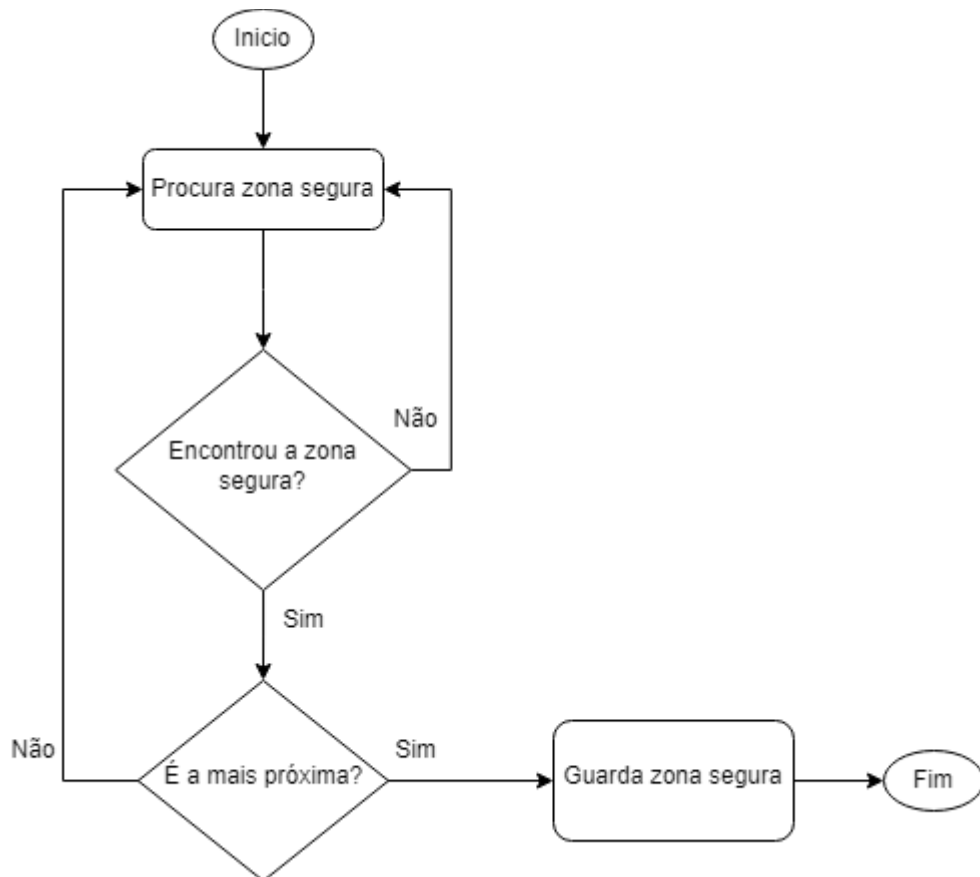 Inicio
Procura zona segura
Não
Encontrou a zona
segura?
Sim
Não
É a mais próxima?
Sim
Guarda zona segura
Fim